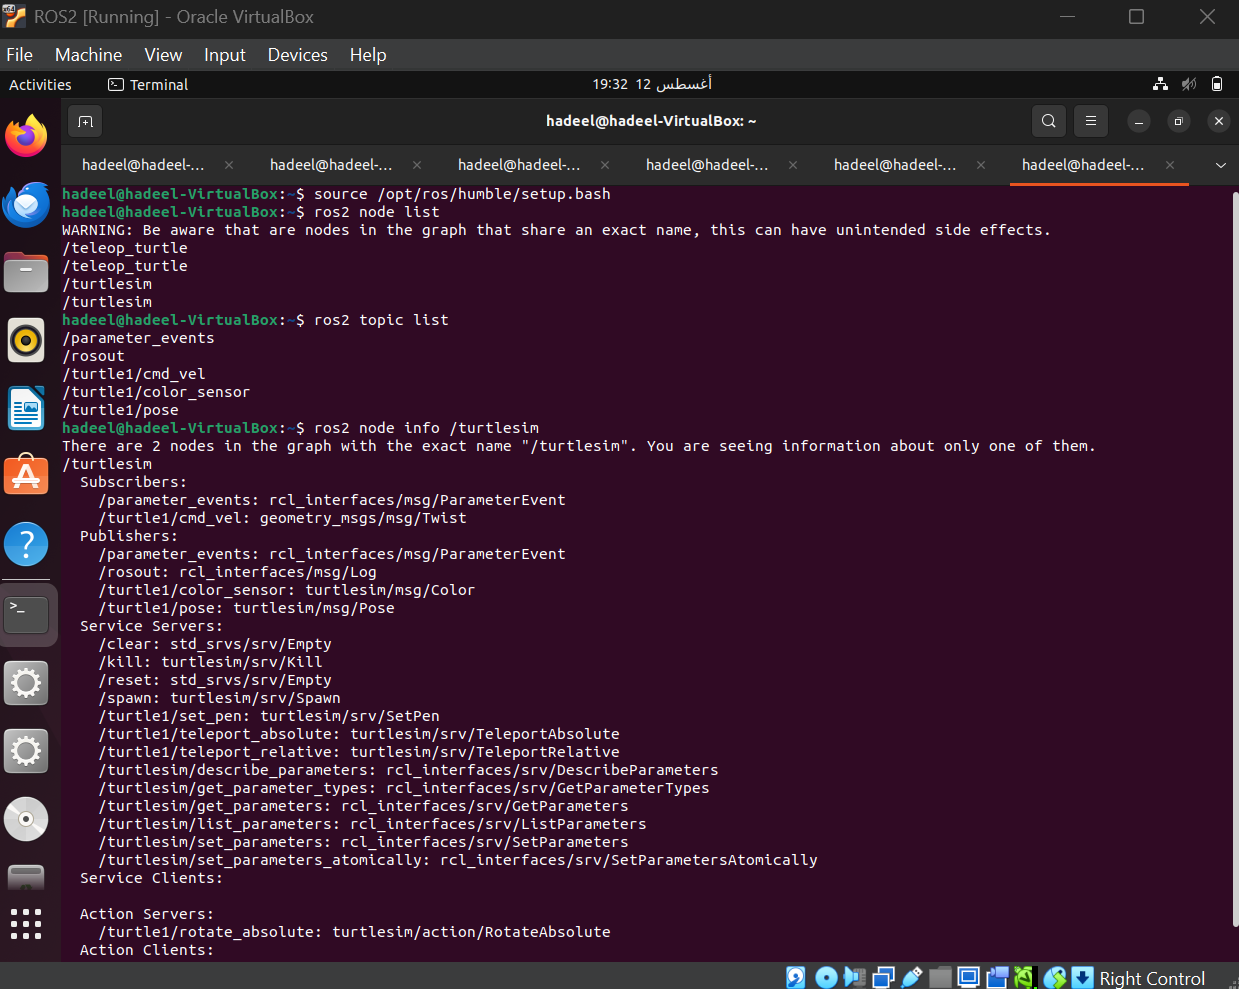 ROS2 [Running] - Oracle VirtualBox
File Machine View Input Devices Help
Activities Terminal 19:32 12 أغسطس
hadeel@hadeel-VirtualBox: ~
hadeel@hadeel-... hadeel@hadeel-... hadeel@hadeel-... hadeel@hadeel-... hadeel@hadeel-... hadeel@hadeel-...
hadeel@hadeel-VirtualBox:~$ source /opt/ros/humble/setup.bash
hadeel@hadeel-VirtualBox:~$ ros2 node list
WARNING: Be aware that are nodes in the graph that share an exact name, this can have unintended side effects.
/teleop_turtle
/teleop_turtle
/turtlesim
/turtlesim
hadeel@hadeel-VirtualBox:~$ ros2 topic list
/parameter_events
/rosout
/turtle1/cmd_vel
/turtle1/color_sensor
/turtle1/pose
hadeel@hadeel-VirtualBox:~$ ros2 node info /turtlesim
There are 2 nodes in the graph with the exact name "/turtlesim". You are seeing information about only one of them.
/turtlesim
  Subscribers:
    /parameter_events: rcl_interfaces/msg/ParameterEvent
    /turtle1/cmd_vel: geometry_msgs/msg/Twist
  Publishers:
    /parameter_events: rcl_interfaces/msg/ParameterEvent
    /rosout: rcl_interfaces/msg/Log
    /turtle1/color_sensor: turtlesim/msg/Color
    /turtle1/pose: turtlesim/msg/Pose
  Service Servers:
    /clear: std_srvs/srv/Empty
    /kill: turtlesim/srv/Kill
    /reset: std_srvs/srv/Empty
    /spawn: turtlesim/srv/Spawn
    /turtle1/set_pen: turtlesim/srv/SetPen
    /turtle1/teleport_absolute: turtlesim/srv/TeleportAbsolute
    /turtle1/teleport_relative: turtlesim/srv/TeleportRelative
    /turtlesim/describe_parameters: rcl_interfaces/srv/DescribeParameters
    /turtlesim/get_parameter_types: rcl_interfaces/srv/GetParameterTypes
    /turtlesim/get_parameters: rcl_interfaces/srv/GetParameters
    /turtlesim/list_parameters: rcl_interfaces/srv/ListParameters
    /turtlesim/set_parameters: rcl_interfaces/srv/SetParameters
    /turtlesim/set_parameters_atomically: rcl_interfaces/srv/SetParametersAtomically
  Service Clients:
  Action Servers:
    /turtle1/rotate_absolute: turtlesim/action/RotateAbsolute
  Action Clients:
Right Control